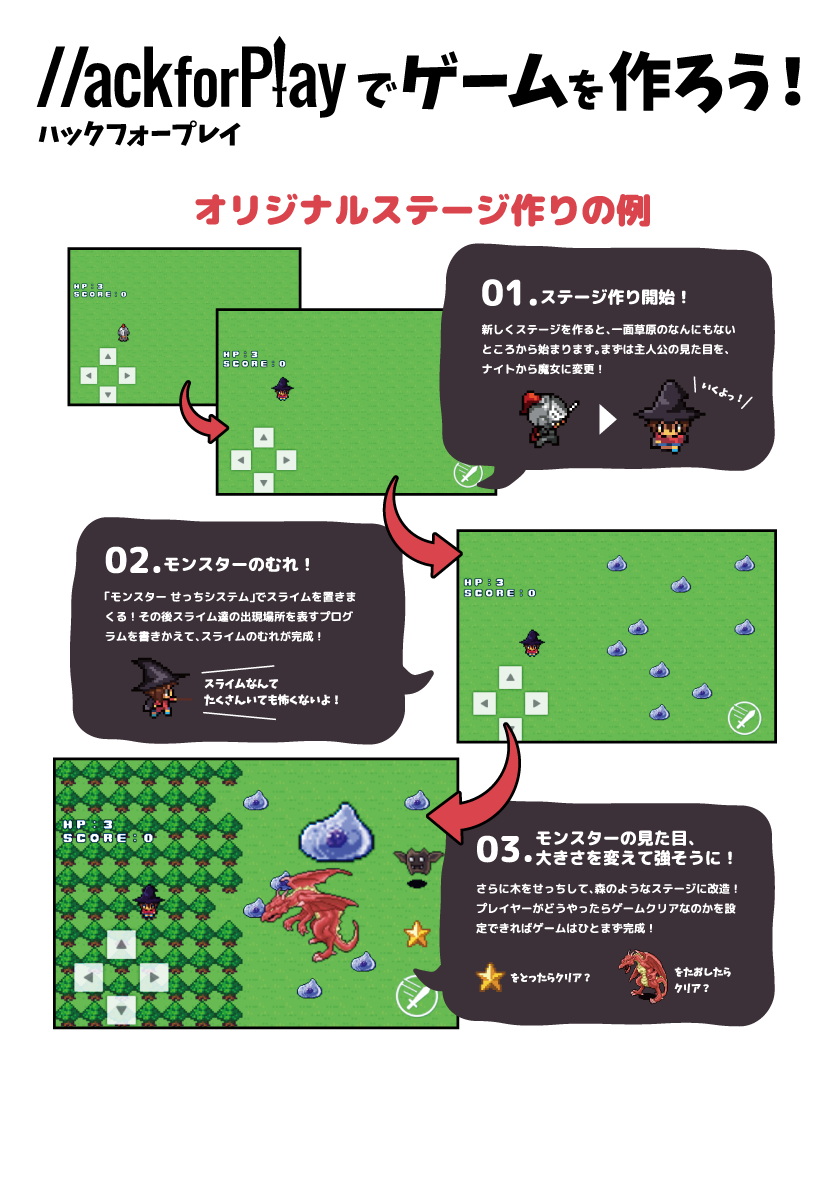 HackforPlayでゲームを作ろう！
ハックフォープレイ
オリジナルステージ作りの例
HP:3
SCORE:0
HP:3
SCORE:0
01.ステージ作り開始！
新しくステージを作ると、一面草原のなんにもない
ところから始まります。まずは主人公の見た目を、
ナイトから魔女に変更！
いくよっ！
02.モンスターのむれ！
「モンスター せっちシステム」でスライムを置きま
くる！その後スライム達の出現場所を表すプログ
ラムを書きかえて、スライムのむれが完成！
スライムなんて
たくさんいても怖くないよ！
HP:3
SCORE:0
HP:3
SCORE:0
03.モンスターの見た目、
大きさを変えて強そうに！
さらに木をせっちして、森のようなステージに改造！
プレイヤーがどうやったらゲームクリアなのかを設
定できればゲームはひとまず完成！
をとったらクリア？
をたおしたら
クリア？